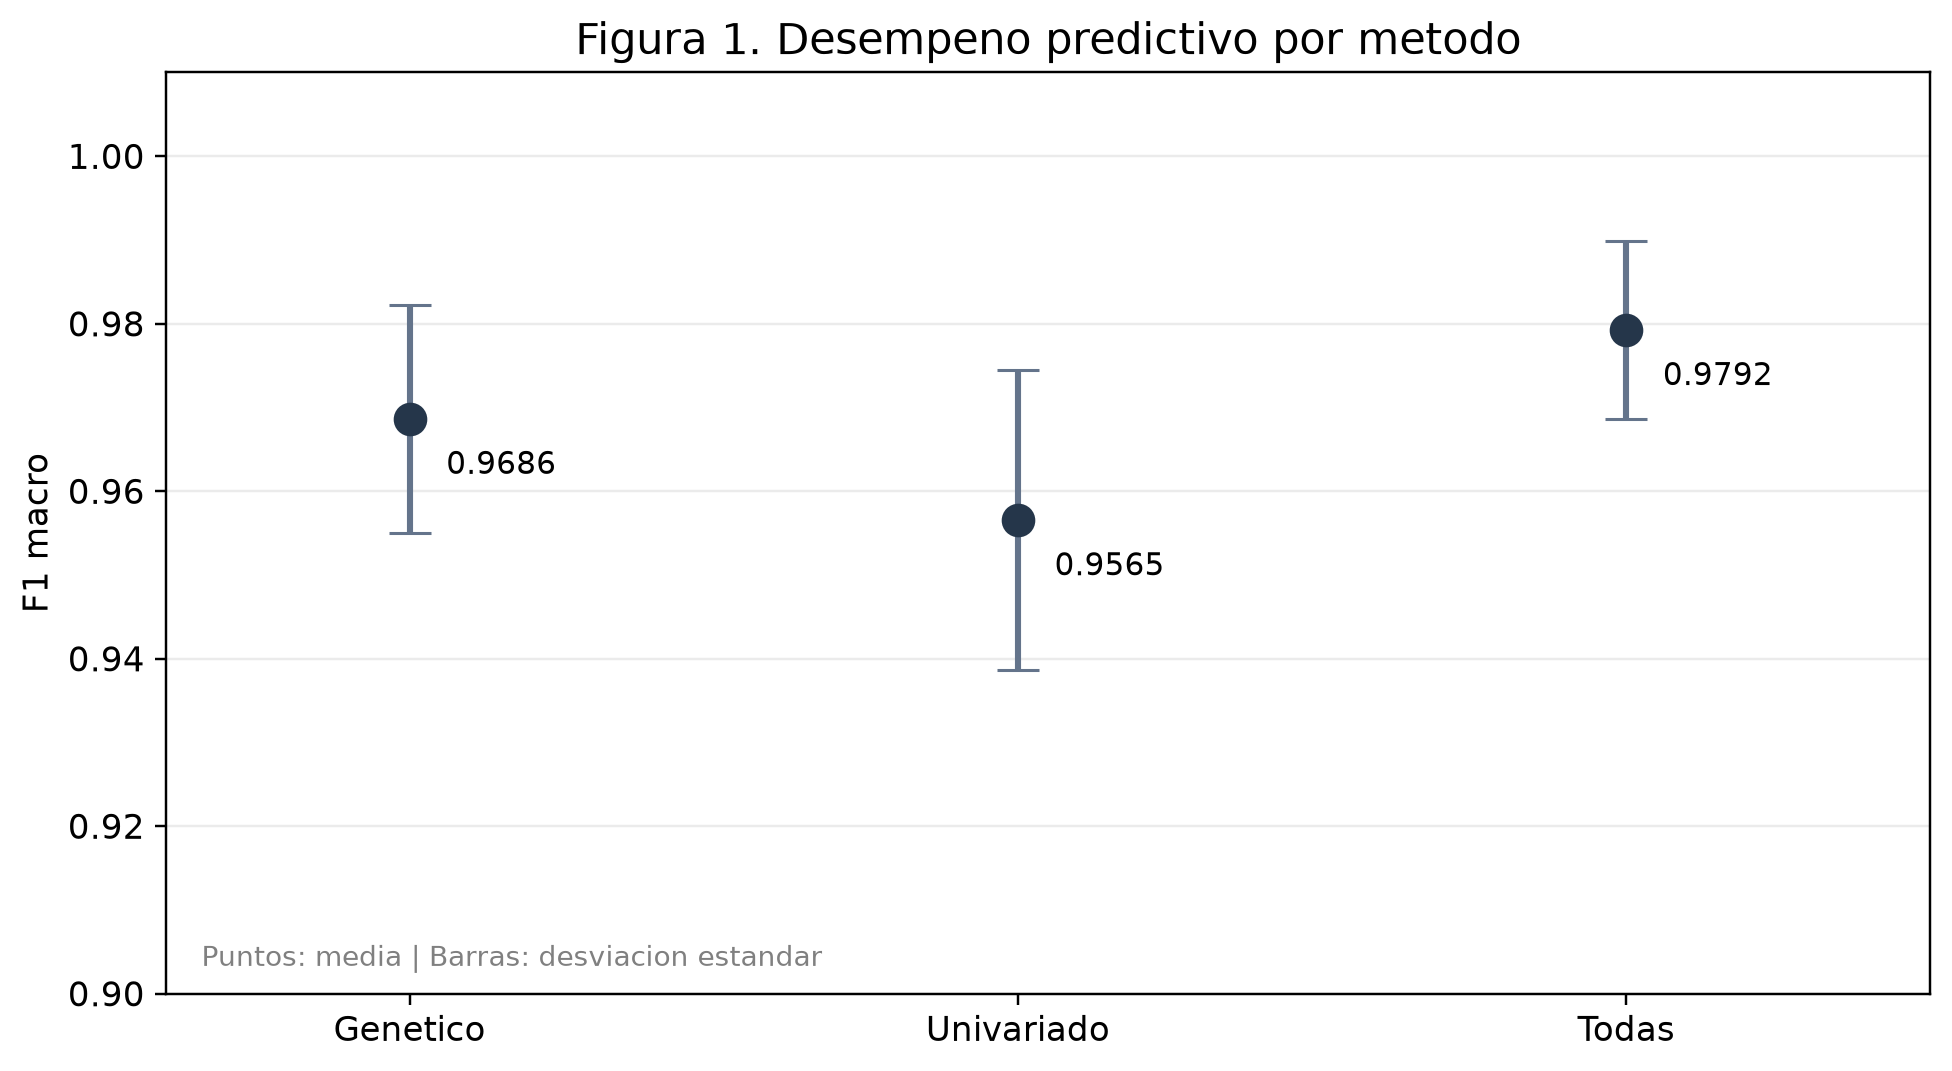 Figura 1. Desempeno predictivo por metodo
F1 macro
1.00
0.98
0.96
0.94
0.92
0.90
0.9686
0.9565
0.9792
Puntos: media | Barras: desviacion estandar
Genetico
Univariado
Todas